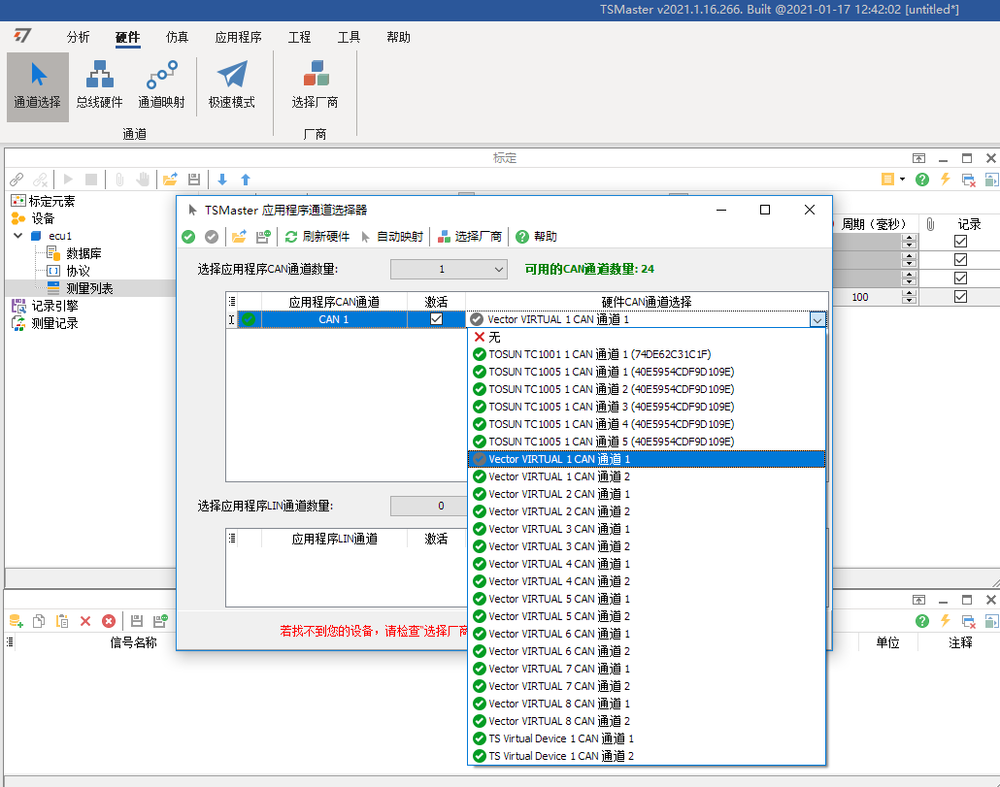 TSMaster v2021.1.16.266. Built @2021-01-17 12:42:02 [untitled*]
分析 硬件 仿真 应用程序 工程 工具 帮助
通道选择 总线硬件 通道映射 极速模式 选择厂商
通道 厂商
标定
标定元素
设备
ecu1
数据库
协议
测量列表
记录引擎
测量记录
周期（毫秒） 记录
100
TSMaster 应用程序通道选择器
刷新硬件 自动映射 选择厂商 帮助
选择应用程序CAN通道数量: 1 可用的CAN通道数量: 24
应用程序CAN通道 激活 硬件CAN通道选择
CAN 1 Vector VIRTUAL 1 CAN 通道 1
无
TOSUN TC1001 1 CAN 通道 1 (74DE62C31C1F)
TOSUN TC1005 1 CAN 通道 1 (40E5954CDF9D109E)
TOSUN TC1005 1 CAN 通道 2 (40E5954CDF9D109E)
TOSUN TC1005 1 CAN 通道 3 (40E5954CDF9D109E)
TOSUN TC1005 1 CAN 通道 4 (40E5954CDF9D109E)
TOSUN TC1005 1 CAN 通道 5 (40E5954CDF9D109E)
Vector VIRTUAL 1 CAN 通道 1
Vector VIRTUAL 1 CAN 通道 2
Vector VIRTUAL 2 CAN 通道 1
Vector VIRTUAL 2 CAN 通道 2
Vector VIRTUAL 3 CAN 通道 1
Vector VIRTUAL 3 CAN 通道 2
Vector VIRTUAL 4 CAN 通道 1
Vector VIRTUAL 4 CAN 通道 2
Vector VIRTUAL 5 CAN 通道 1
Vector VIRTUAL 5 CAN 通道 2
Vector VIRTUAL 6 CAN 通道 1
Vector VIRTUAL 6 CAN 通道 2
Vector VIRTUAL 7 CAN 通道 1
Vector VIRTUAL 7 CAN 通道 2
Vector VIRTUAL 8 CAN 通道 1
Vector VIRTUAL 8 CAN 通道 2
TS Virtual Device 1 CAN 通道 1
TS Virtual Device 1 CAN 通道 2
选择应用程序LIN通道数量: 0
应用程序LIN通道 激活
若找不到您的设备，请检查"选择厂商
信号名称 单位 注释